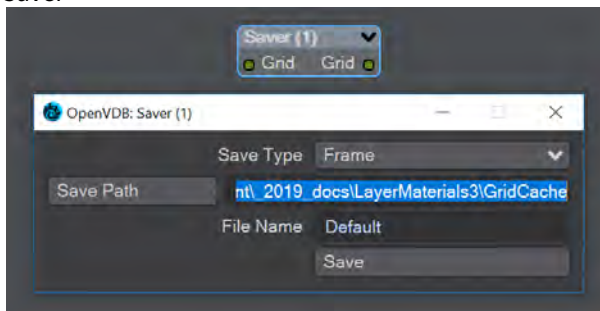 Saver
Saver (1)
Grid Grid
OpenVDB: Saver (1)
Save Type Frame
Save Path nt\_2019_docs\LayerMaterials3\GridCache
File Name Default
Save